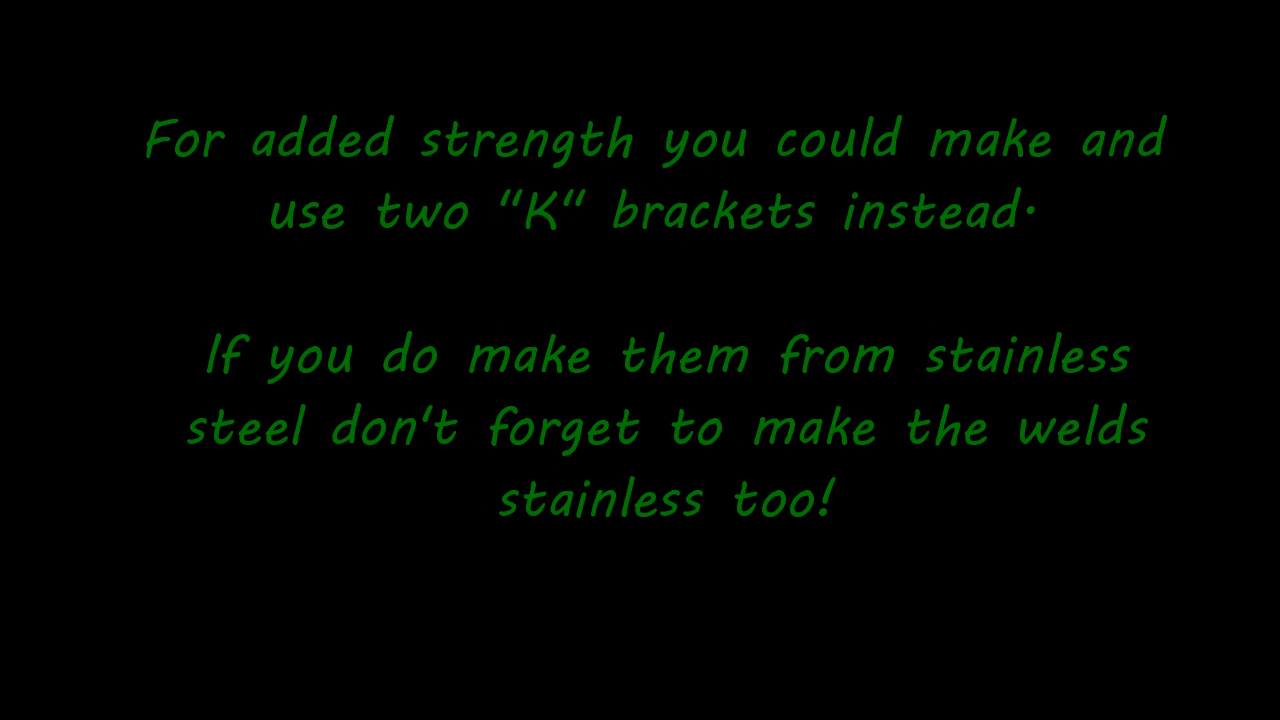 For added strength you could make and
use two “K“ brackets instead.
If you do make them from stainless
steel don't forget to make the welds
stainless too!